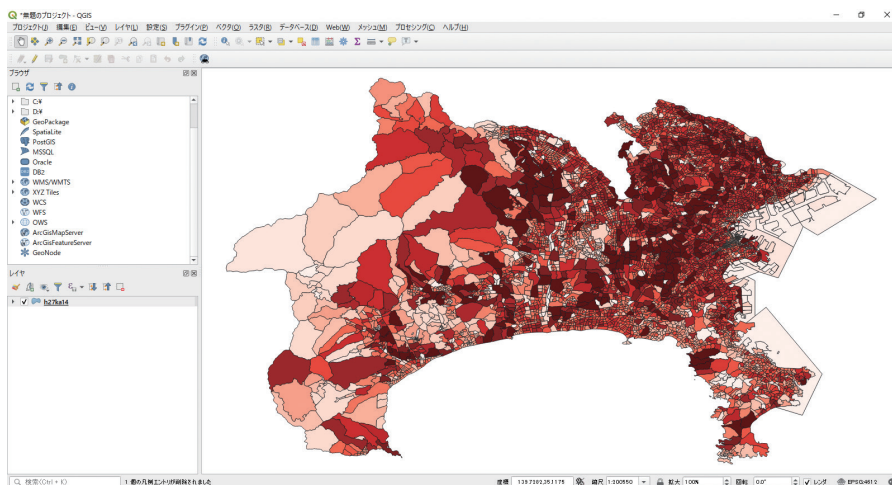 *無題のプロジェクト - QGIS
プロジェクト(J) 編集(E) ビュー(V) レイヤ(L) 設定(S) プラグイン(P) ベクタ(O) ラスタ(R) データベース(D) Web(W) メッシュ(M) プロセシング(C) ヘルプ(H)
ブラウザ
C:¥
D:¥
GeoPackage
SpatiaLite
PostGIS
MSSQL
Oracle
DB2
WMS/WMTS
XYZ Tiles
WCS
WFS
OWS
ArcGisMapServer
ArcGisFeatureServer
GeoNode
レイヤ
h27ka14
検索(Ctrl + K) 1 個の凡例エントリが削除されました 座標 縮尺 1:200550 拡大 100% 回転 0.0° レンダ EPSG:4612